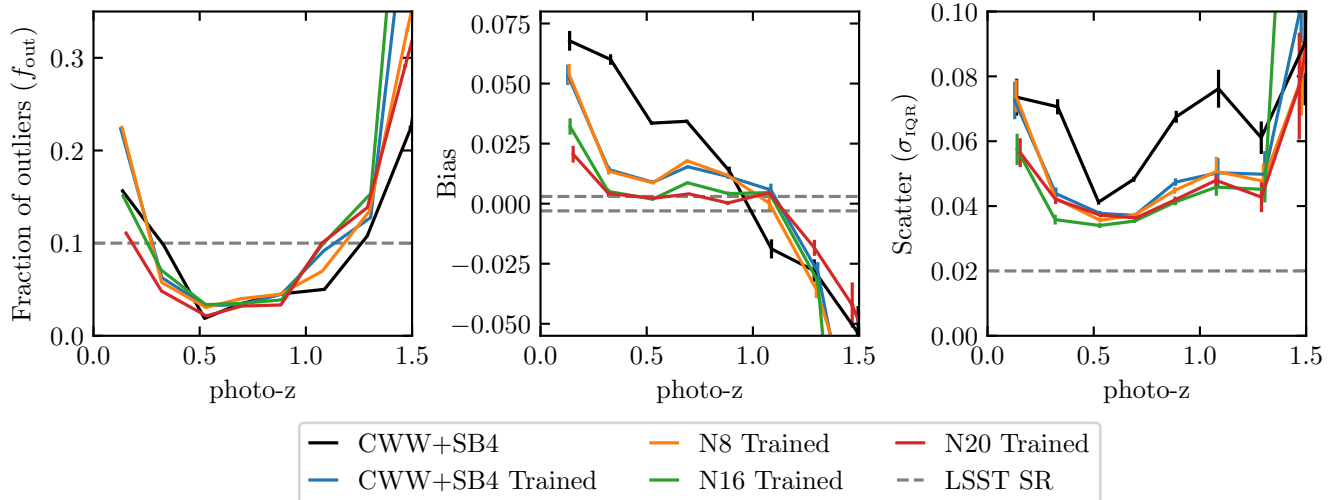 0.3
0.2
0.1
0.0
0.0
0.5
1.0
1.5
Fraction of outliers (f_out)
photo-z
0.075
0.050
0.025
0.000
−0.025
−0.050
0.0
0.5
1.0
1.5
Bias
photo-z
0.10
0.08
0.06
0.04
0.02
0.00
0.0
0.5
1.0
1.5
Scatter (σ_IQR)
photo-z
CWW+SB4
N8 Trained
N20 Trained
CWW+SB4 Trained
N16 Trained
LSST SR